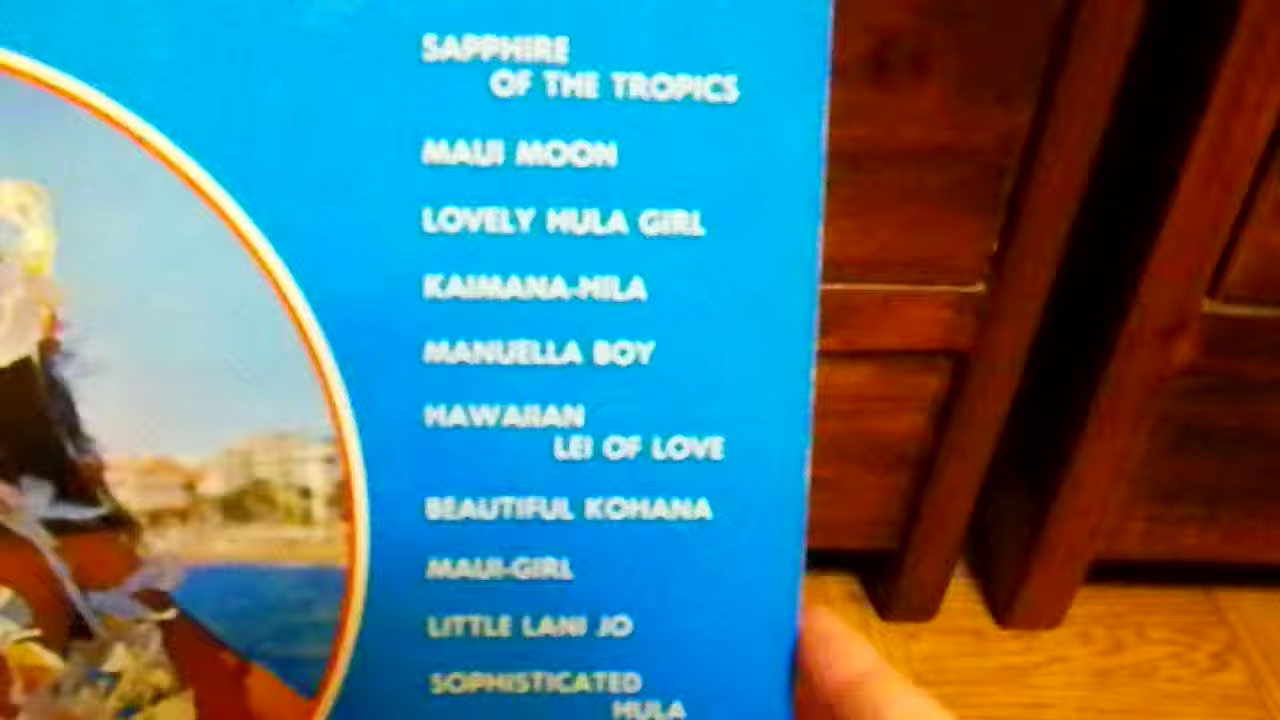 SAPPHIRE
OF THE TROPICS
MAUI MOON
LOVELY HULA GIRL
KAIMANA-HILA
MANUELLA BOY
HAWAIIAN
LEI OF LOVE
BEAUTIFUL KOHANA
MAUI-GIRL
LITTLE LANI JO
SOPHISTICATED
HULA